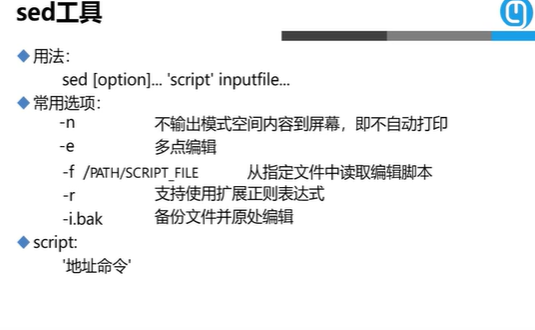 sed工具
用法：
sed [option]... 'script' inputfile...
常用选项：
-n 不输出模式空间内容到屏幕，即不自动打印
-e 多点编辑
-f /PATH/SCRIPT_FILE 从指定文件中读取编辑脚本
-r 支持使用扩展正则表达式
-i.bak 备份文件并原处编辑
script:
'地址命令'